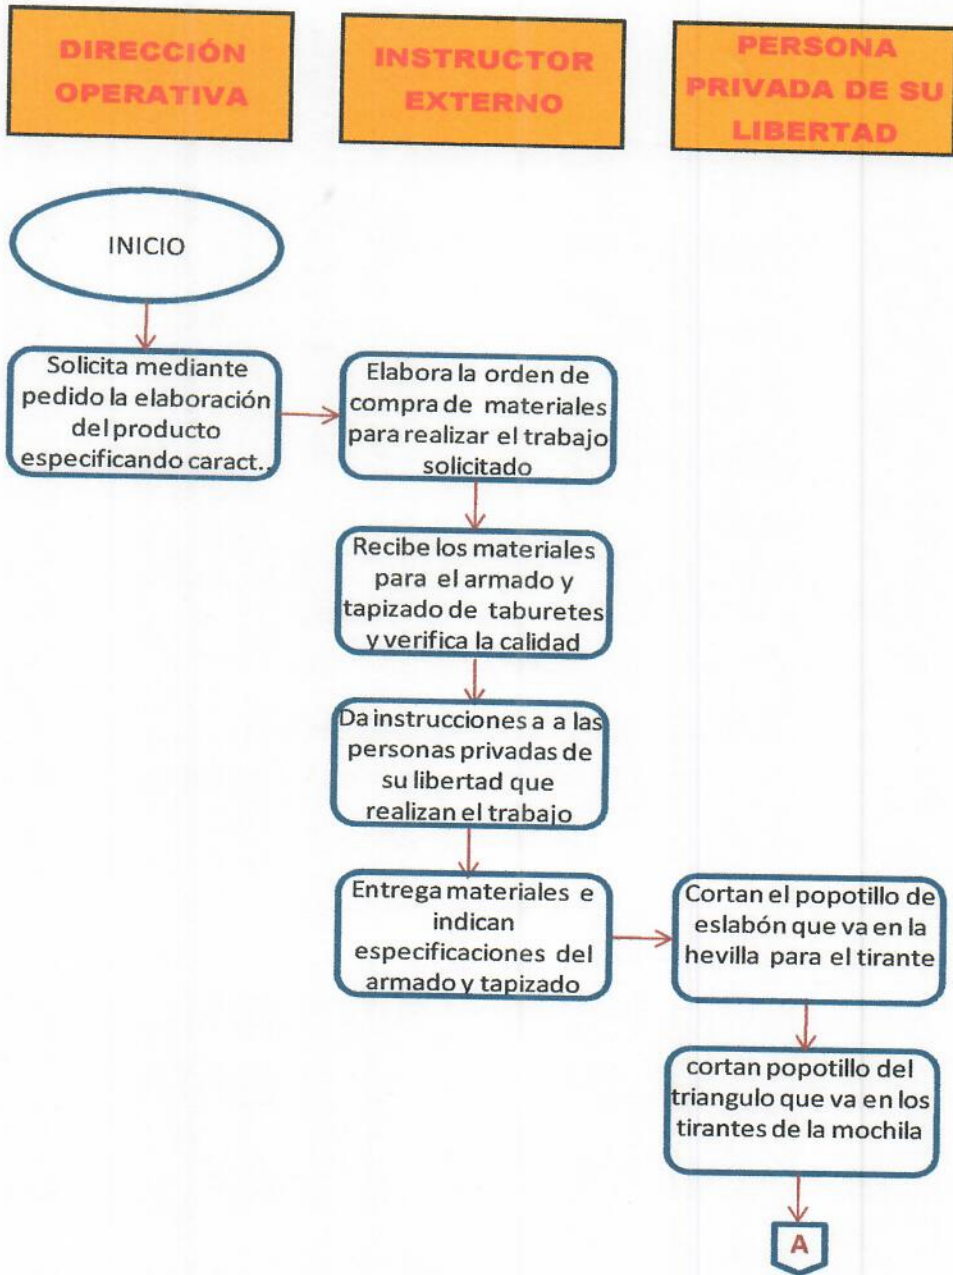 DIRECCIÓN
OPERATIVA
INSTRUCTOR
EXTERNO
PERSONA
PRIVADA DE SU
LIBERTAD
INICIO
Solicita mediante
pedido la elaboración
del producto
especificando caract..
Elabora la orden de
compra de materiales
para realizar el trabajo
solicitado
Recibe los materiales
para el armado y
tapizado de taburetes
y verifica la calidad
Da instrucciones a a las
personas privadas de
su libertad que
realizan el trabajo
Entrega materiales e
indican
especificaciones del
armado y tapizado
Cortan el popotillo de
eslabón que va en la
hevilla para el tirante
cortan popotillo del
triangulo que va en los
tirantes de la mochila
A